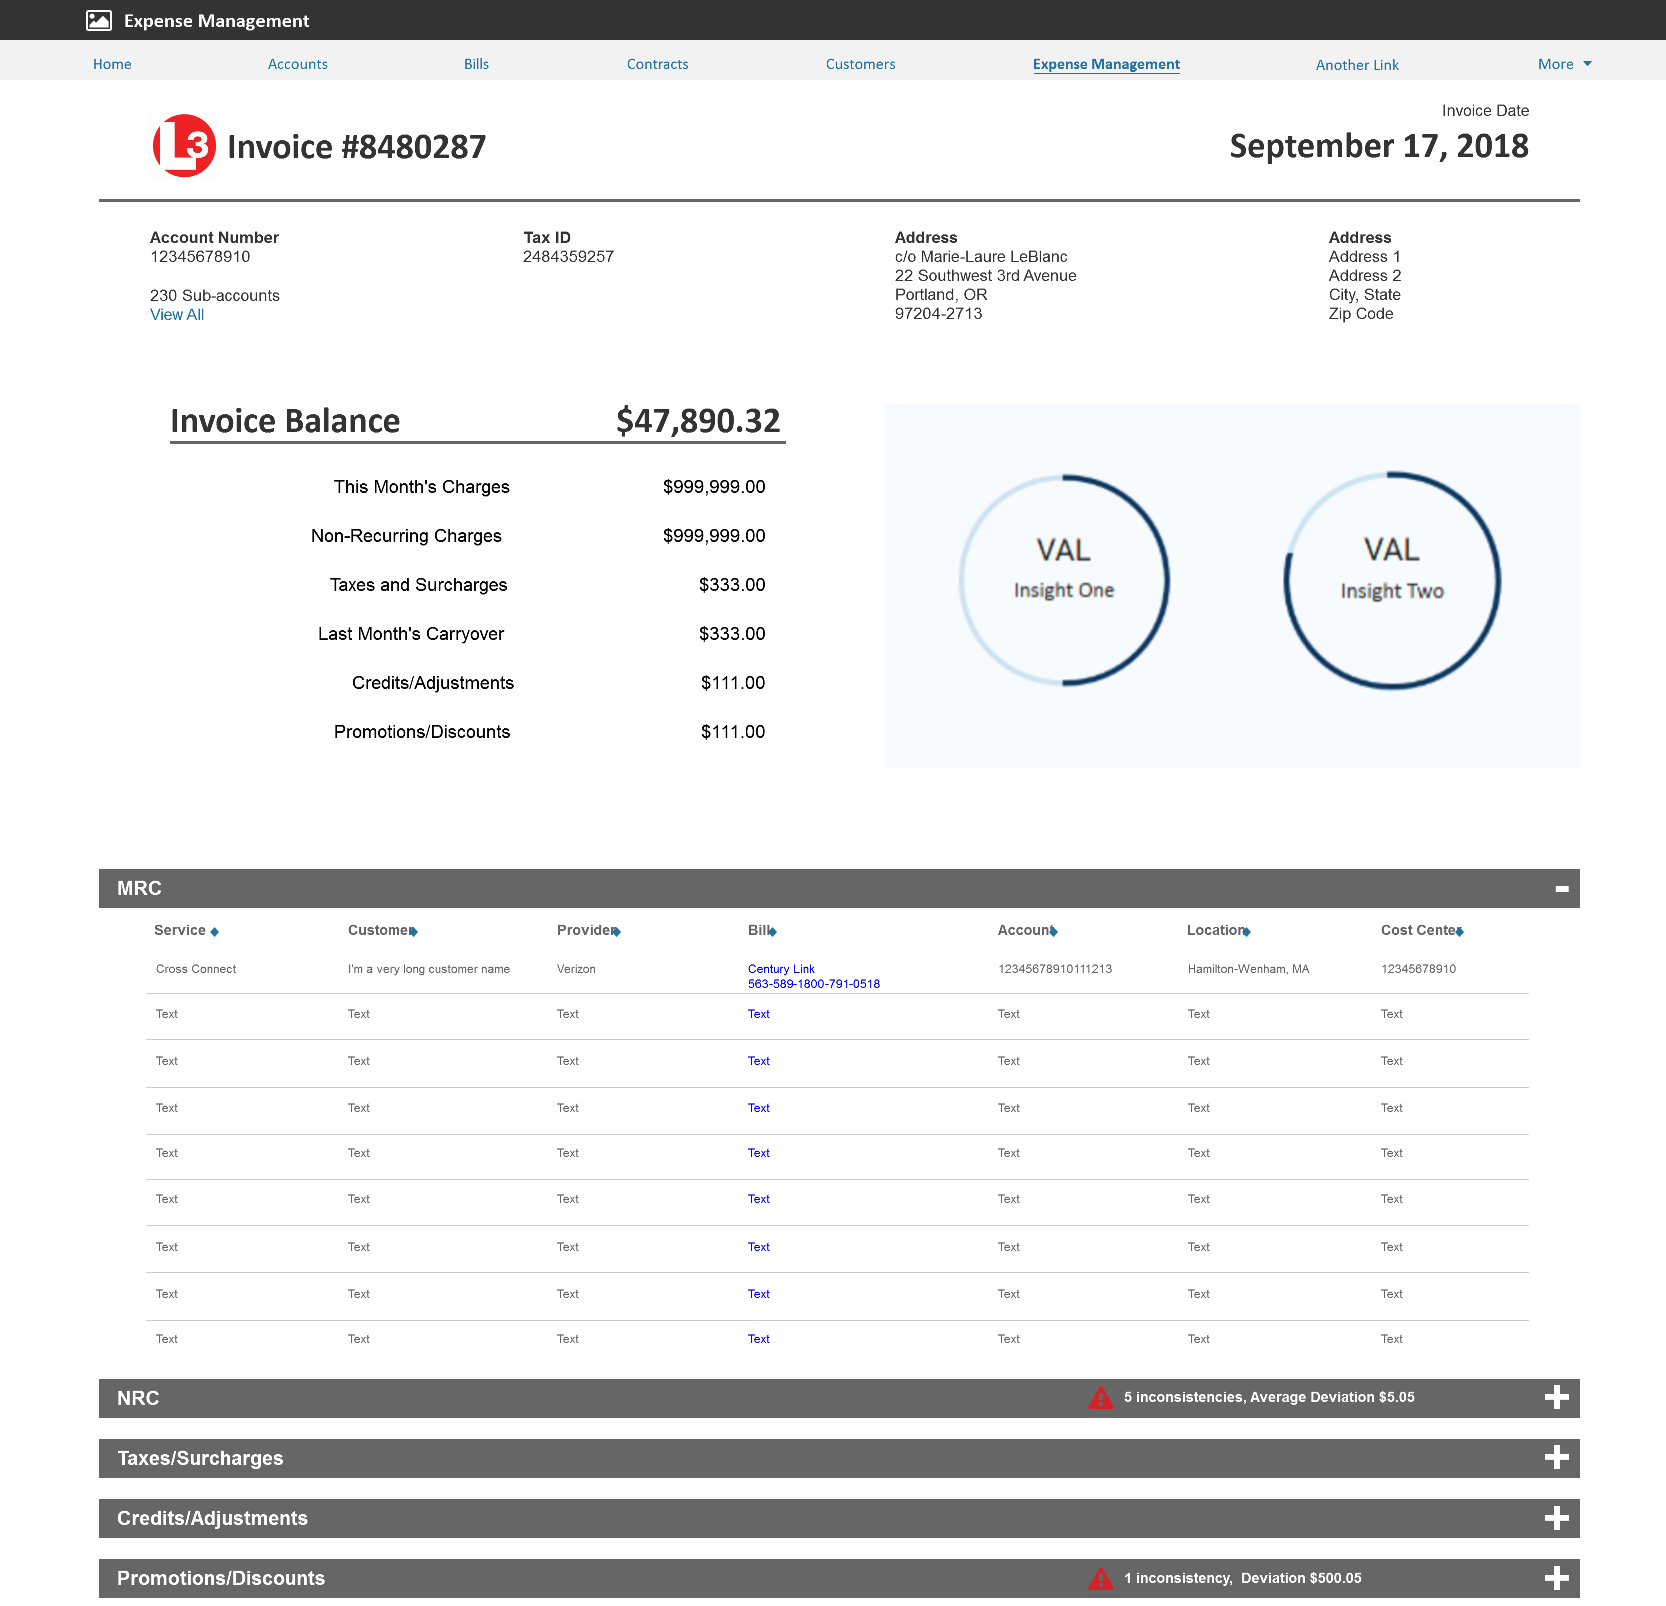 Expense Management
Home Accounts Bills Contracts Customers Expense Management Another Link More
Invoice Date
L3 Invoice #8480287 September 17, 2018
Account Number Tax ID Address Address
12345678910 2484359257 c/o Marie-Laure LeBlanc Address 1
22 Southwest 3rd Avenue Address 2
230 Sub-accounts Portland, OR City, State
View All 97204-2713 Zip Code
Invoice Balance $47,890.32
This Month's Charges $999,999.00
Non-Recurring Charges $999,999.00
Taxes and Surcharges $333.00
Last Month's Carryover $333.00
Credits/Adjustments $111.00
Promotions/Discounts $111.00
VAL VAL
Insight One Insight Two
MRC
Service Customer Provider Bill Account Location Cost Center
Cross Connect I'm a very long customer name Verizon Century Link 12345678910111213 Hamilton-Wenham, MA 12345678910
563-589-1800-791-0518
Text Text Text Text Text Text Text
Text Text Text Text Text Text Text
Text Text Text Text Text Text Text
Text Text Text Text Text Text Text
Text Text Text Text Text Text Text
Text Text Text Text Text Text Text
Text Text Text Text Text Text Text
Text Text Text Text Text Text Text
NRC 5 inconsistencies, Average Deviation $5.05
Taxes/Surcharges
Credits/Adjustments
Promotions/Discounts 1 inconsistency, Deviation $500.05